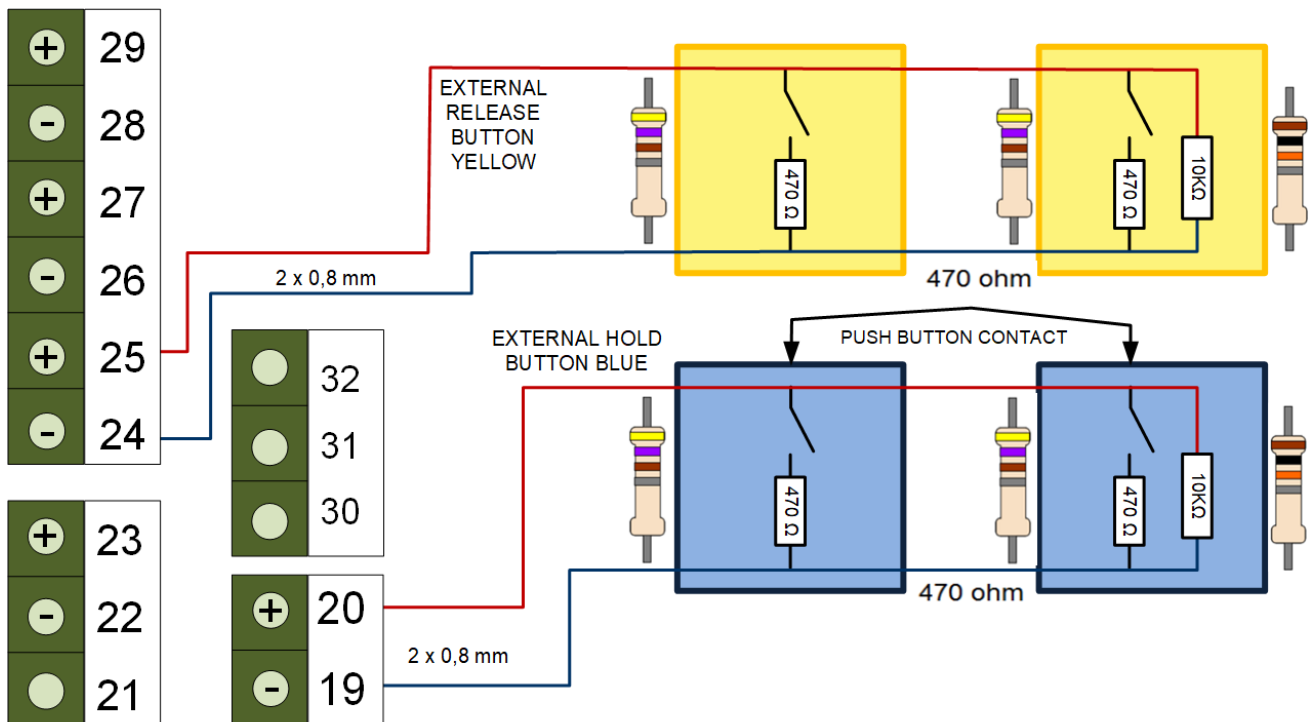 + 29
- 28
+ 27
- 26
+ 25
- 24
+ 23
- 22
21
32
31
30
+ 20
- 19
EXTERNAL
RELEASE
BUTTON
YELLOW
2 x 0,8 mm
470 Ω
470 Ω
10KΩ
470 ohm
EXTERNAL HOLD
BUTTON BLUE
PUSH BUTTON CONTACT
470 Ω
470 Ω
10KΩ
470 ohm
2 x 0,8 mm